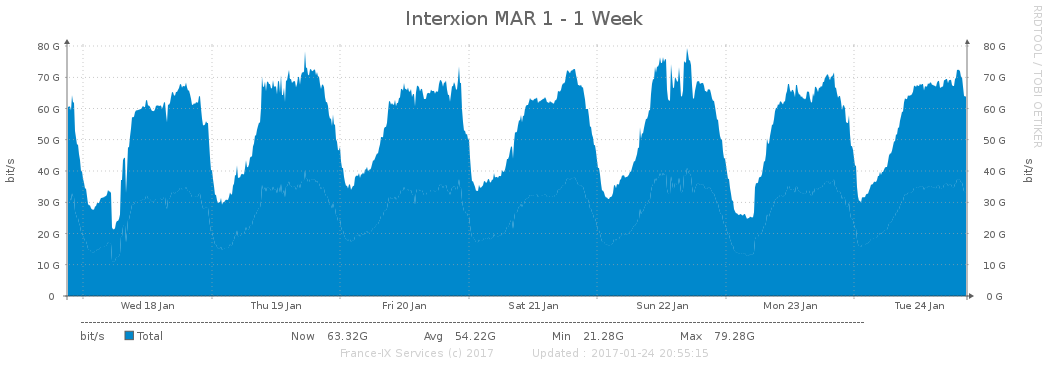 Interxion MAR 1 - 1 Week
RRDTOOL / TOBI OETIKER
bit/s
bit/s
80 G 80 G
70 G 70 G
60 G 60 G
50 G 50 G
40 G 40 G
30 G 30 G
20 G 20 G
10 G 10 G
0 0 G
Wed 18 Jan Thu 19 Jan Fri 20 Jan Sat 21 Jan Sun 22 Jan Mon 23 Jan Tue 24 Jan
bit/s Total Now 63.32G Avg 54.22G Min 21.28G Max 79.28G
France-IX Services (c) 2017 Updated : 2017-01-24 20:55:15